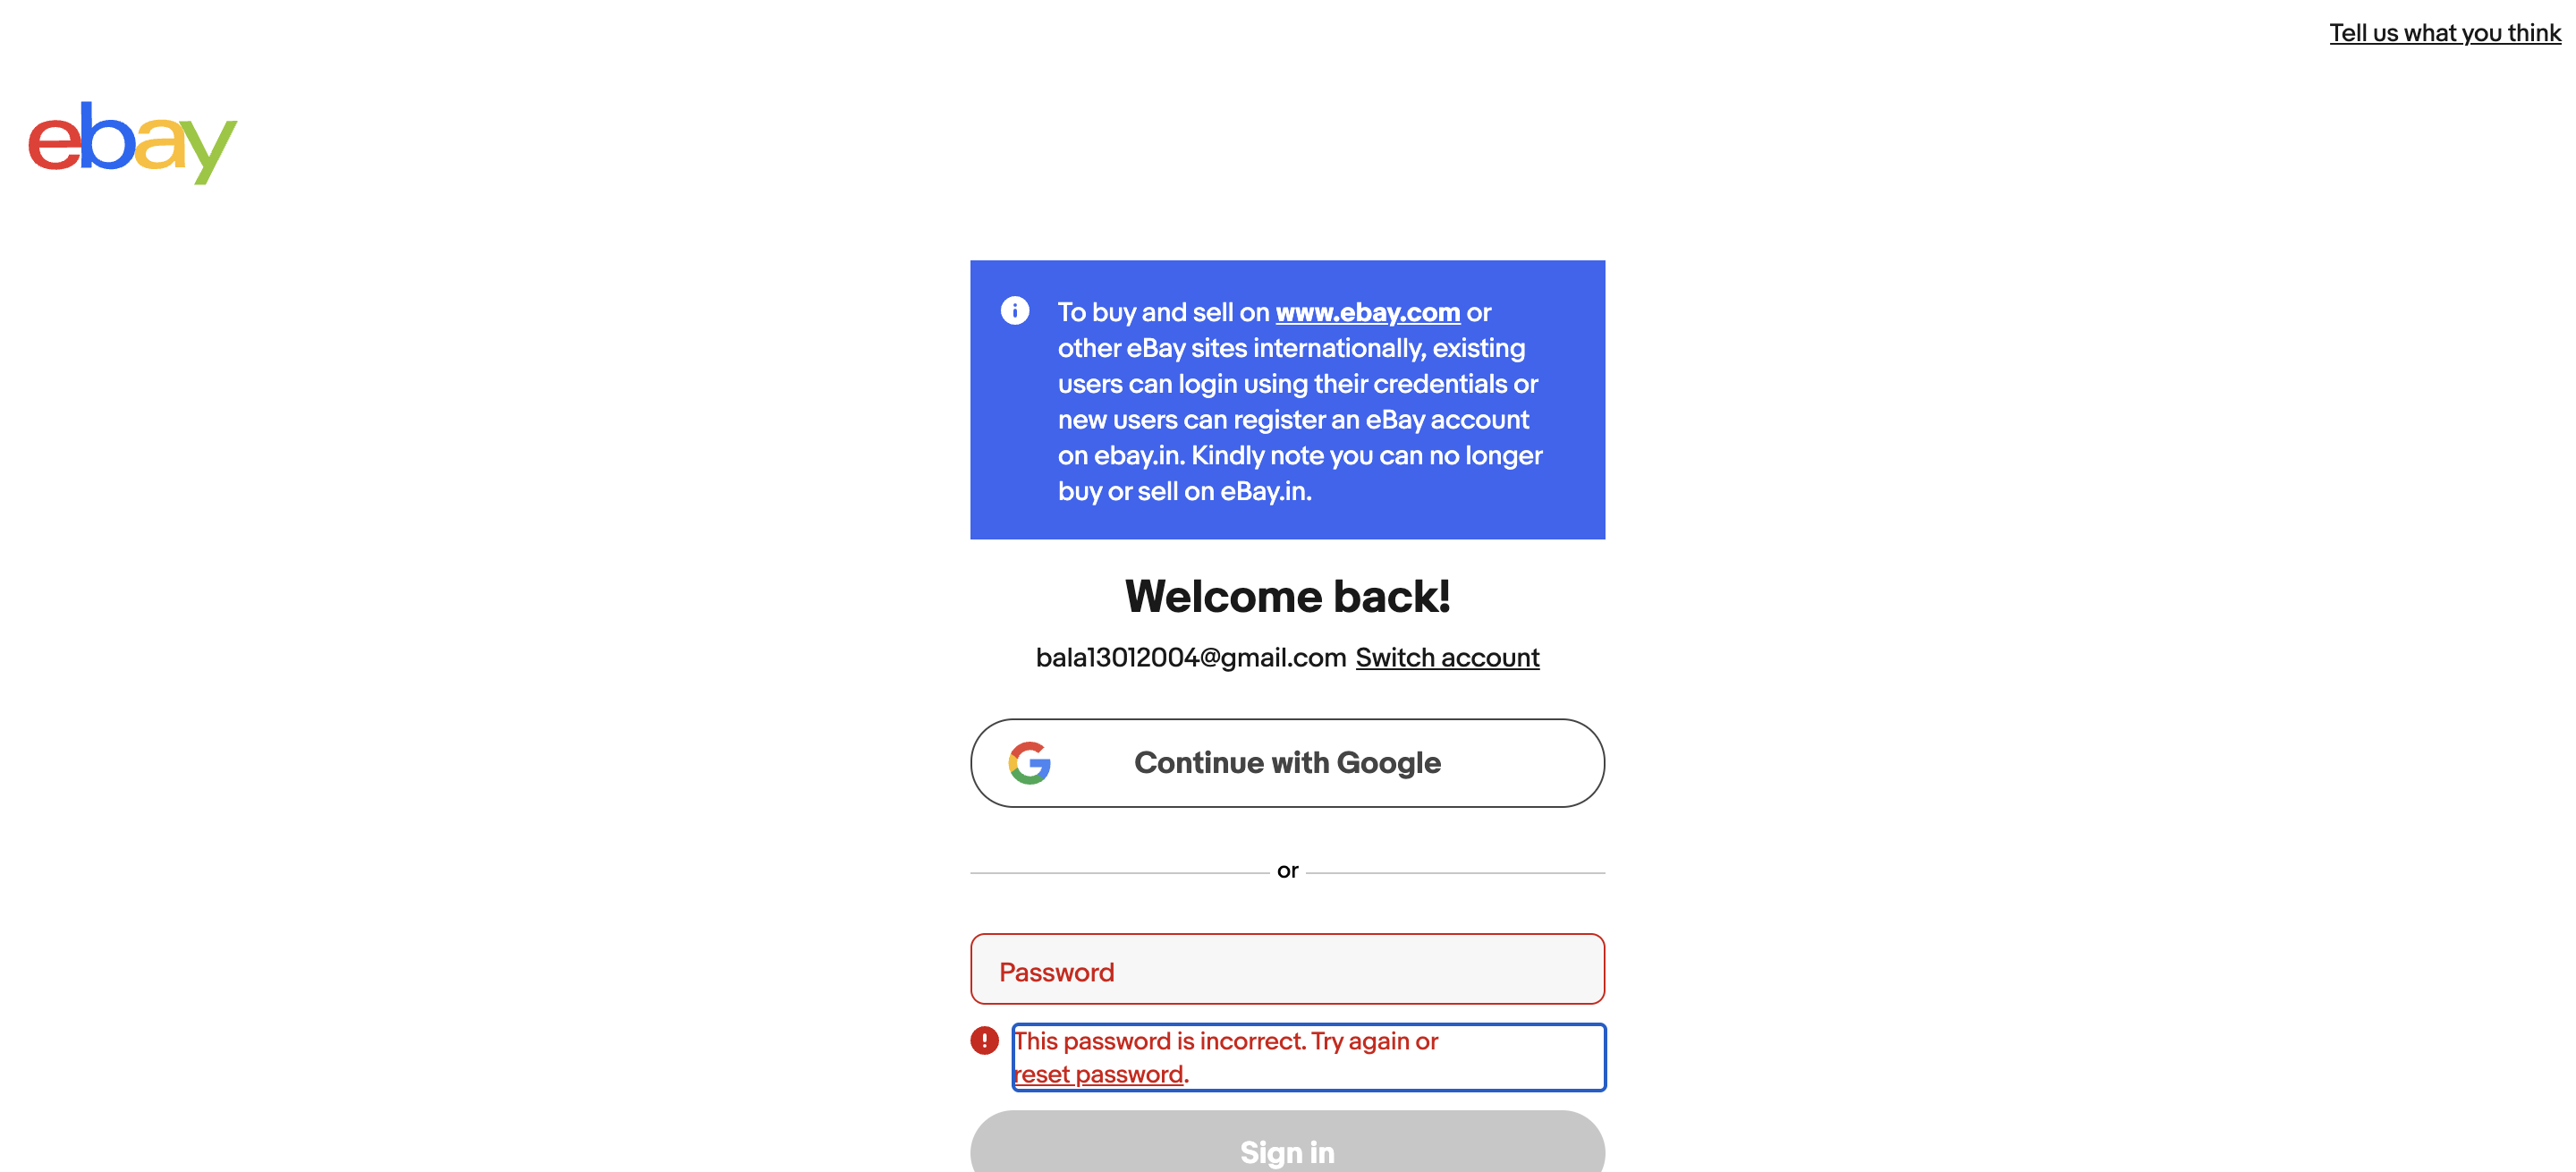 Tell us what you think
ebay
To buy and sell on www.ebay.com or
other eBay sites internationally, existing
users can login using their credentials or
new users can register an eBay account
on ebay.in. Kindly note you can no longer
buy or sell on eBay.in.
Welcome back!
bala13012004@gmail.com Switch account
Continue with Google
or
Password
This password is incorrect. Try again or
reset password.
Sign in